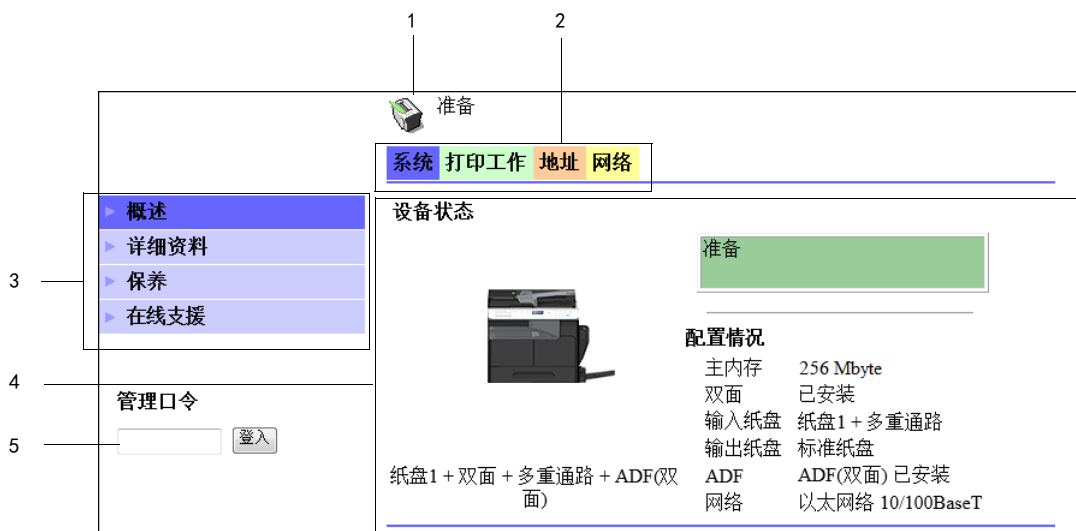 1
2
准备
系统 打印工作 地址 网络
3
概述
详细资料
保养
在线支援
4
管理口令
5
登入
设备状态
准备
配置情况
主内存 256 Mbyte
双面 已安装
输入纸盘 纸盘1 + 多重通路
输出纸盘 标准纸盘
ADF ADF(双面) 已安装
网络 以太网络 10/100BaseT
纸盘1 + 双面 + 多重通路 + ADF(双
面)